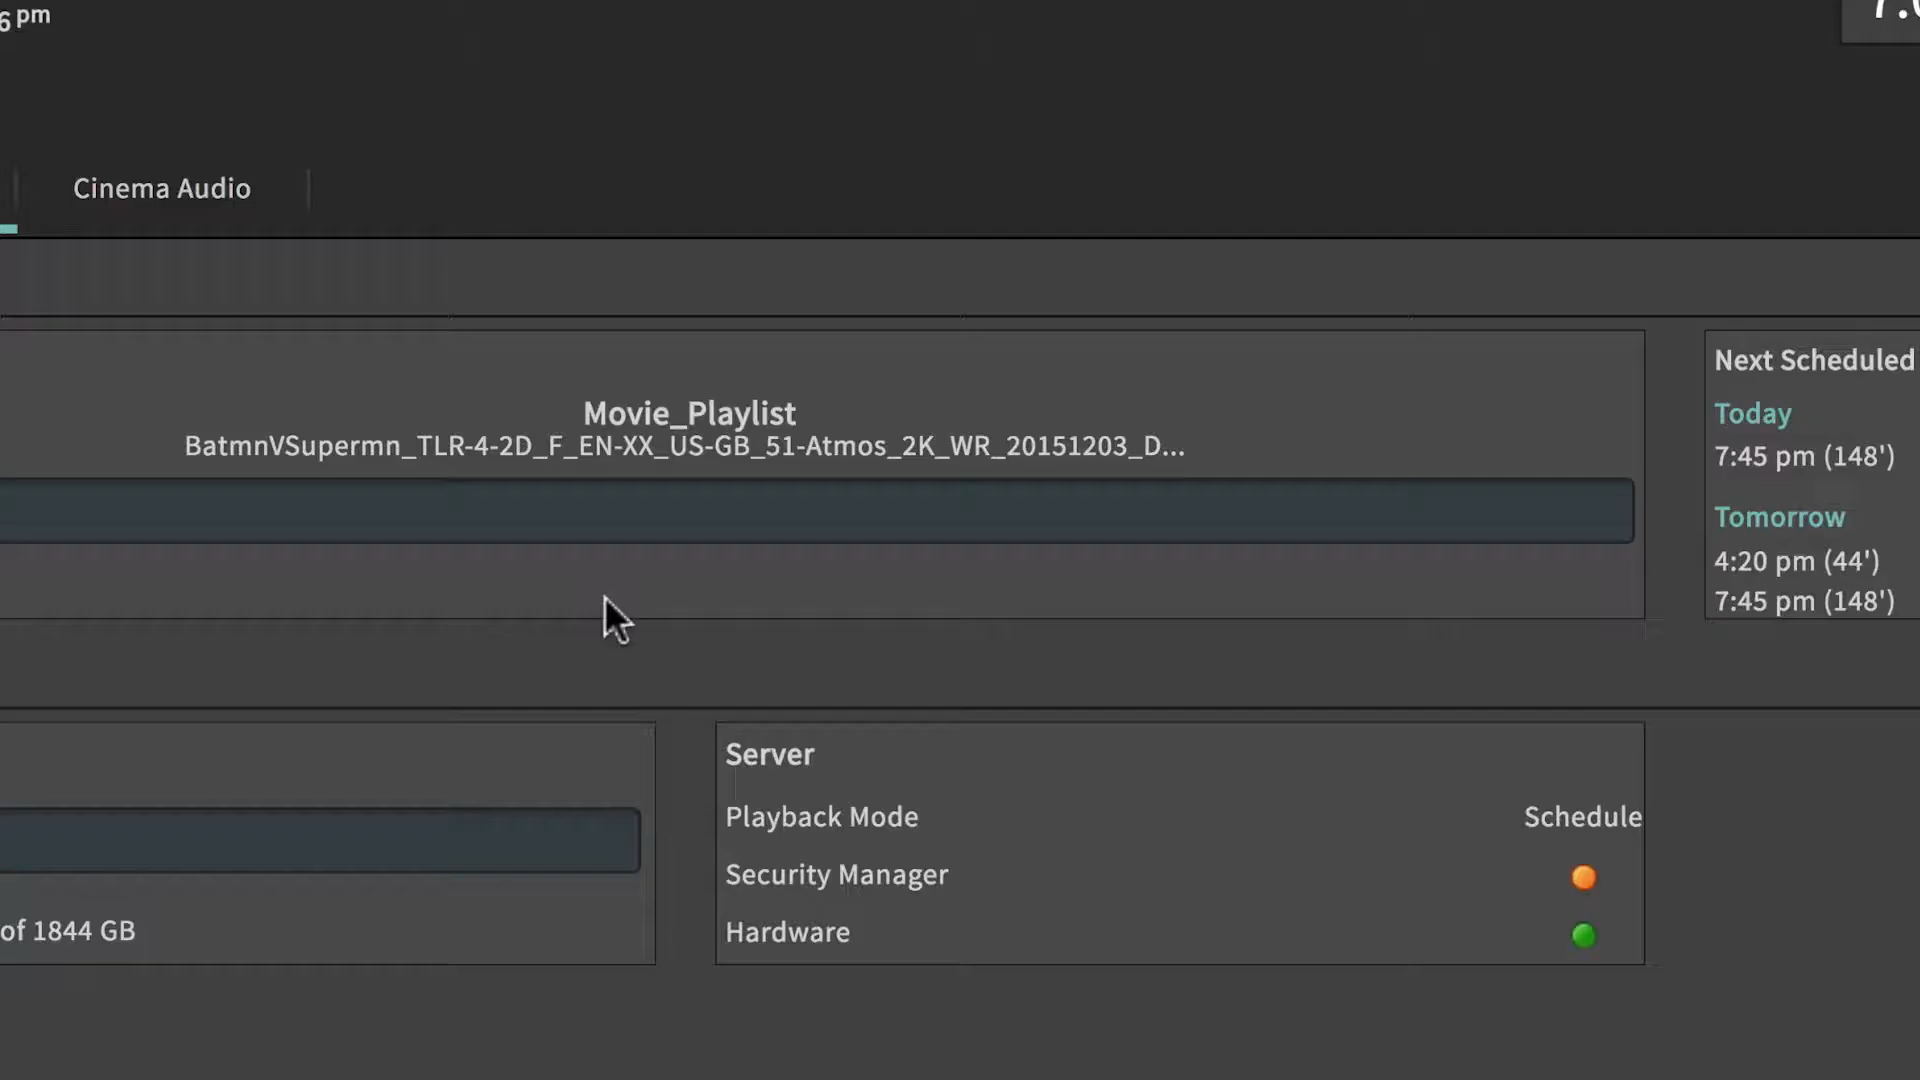 6 pm
Cinema Audio
Movie_Playlist
BatmnVSupermn_TLR-4-2D_F_EN-XX_US-GB_51-Atmos_2K_WR_20151203_D...
Next Scheduled
Today
7:45 pm (148')
Tomorrow
4:20 pm (44')
7:45 pm (148')
Server
Playback Mode Schedule
Security Manager
Hardware
of 1844 GB